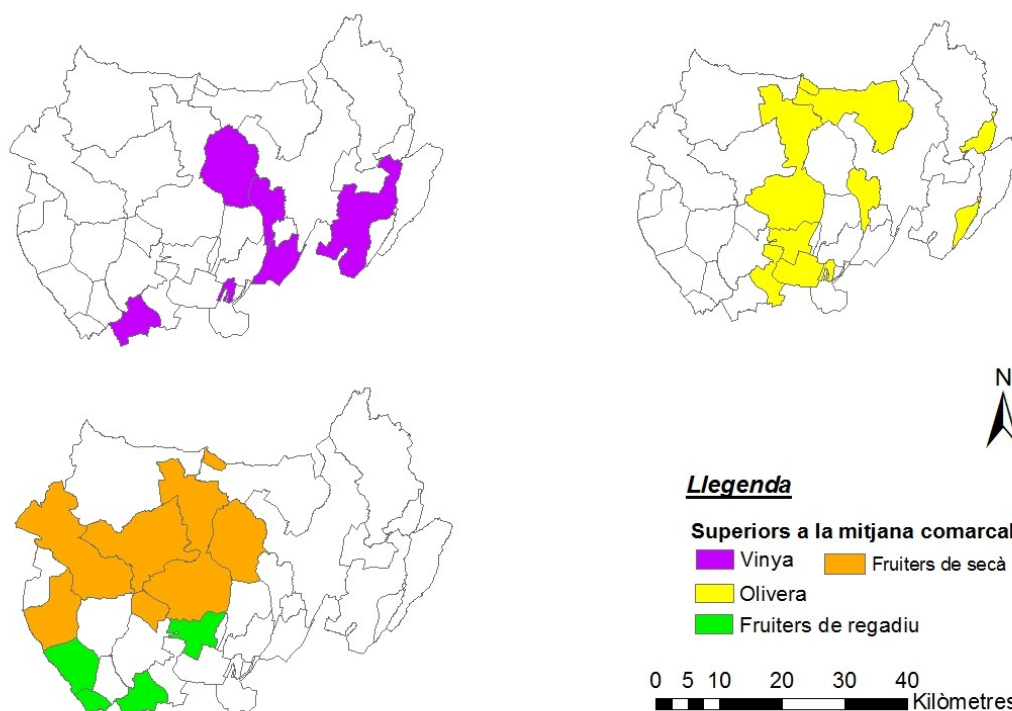 N
Llegenda
Superiors a la mitjana comarcal
Vinya
Fruiters de secà
Olivera
Fruiters de regadiu
0 5 10 20 30 40
Kilòmetres